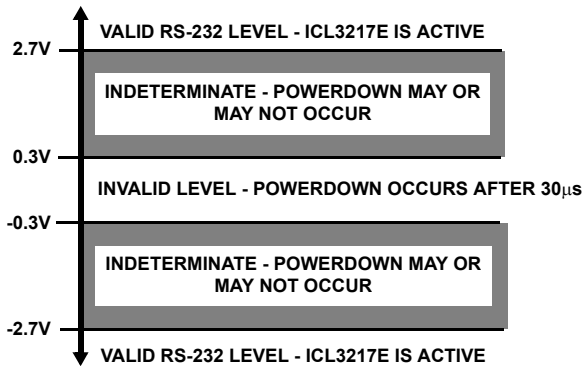 VALID RS-232 LEVEL - ICL3217E IS ACTIVE
2.7V
INDETERMINATE - POWERDOWN MAY OR
MAY NOT OCCUR
0.3V
INVALID LEVEL - POWERDOWN OCCURS AFTER 30μs
-0.3V
INDETERMINATE - POWERDOWN MAY OR
MAY NOT OCCUR
-2.7V
VALID RS-232 LEVEL - ICL3217E IS ACTIVE